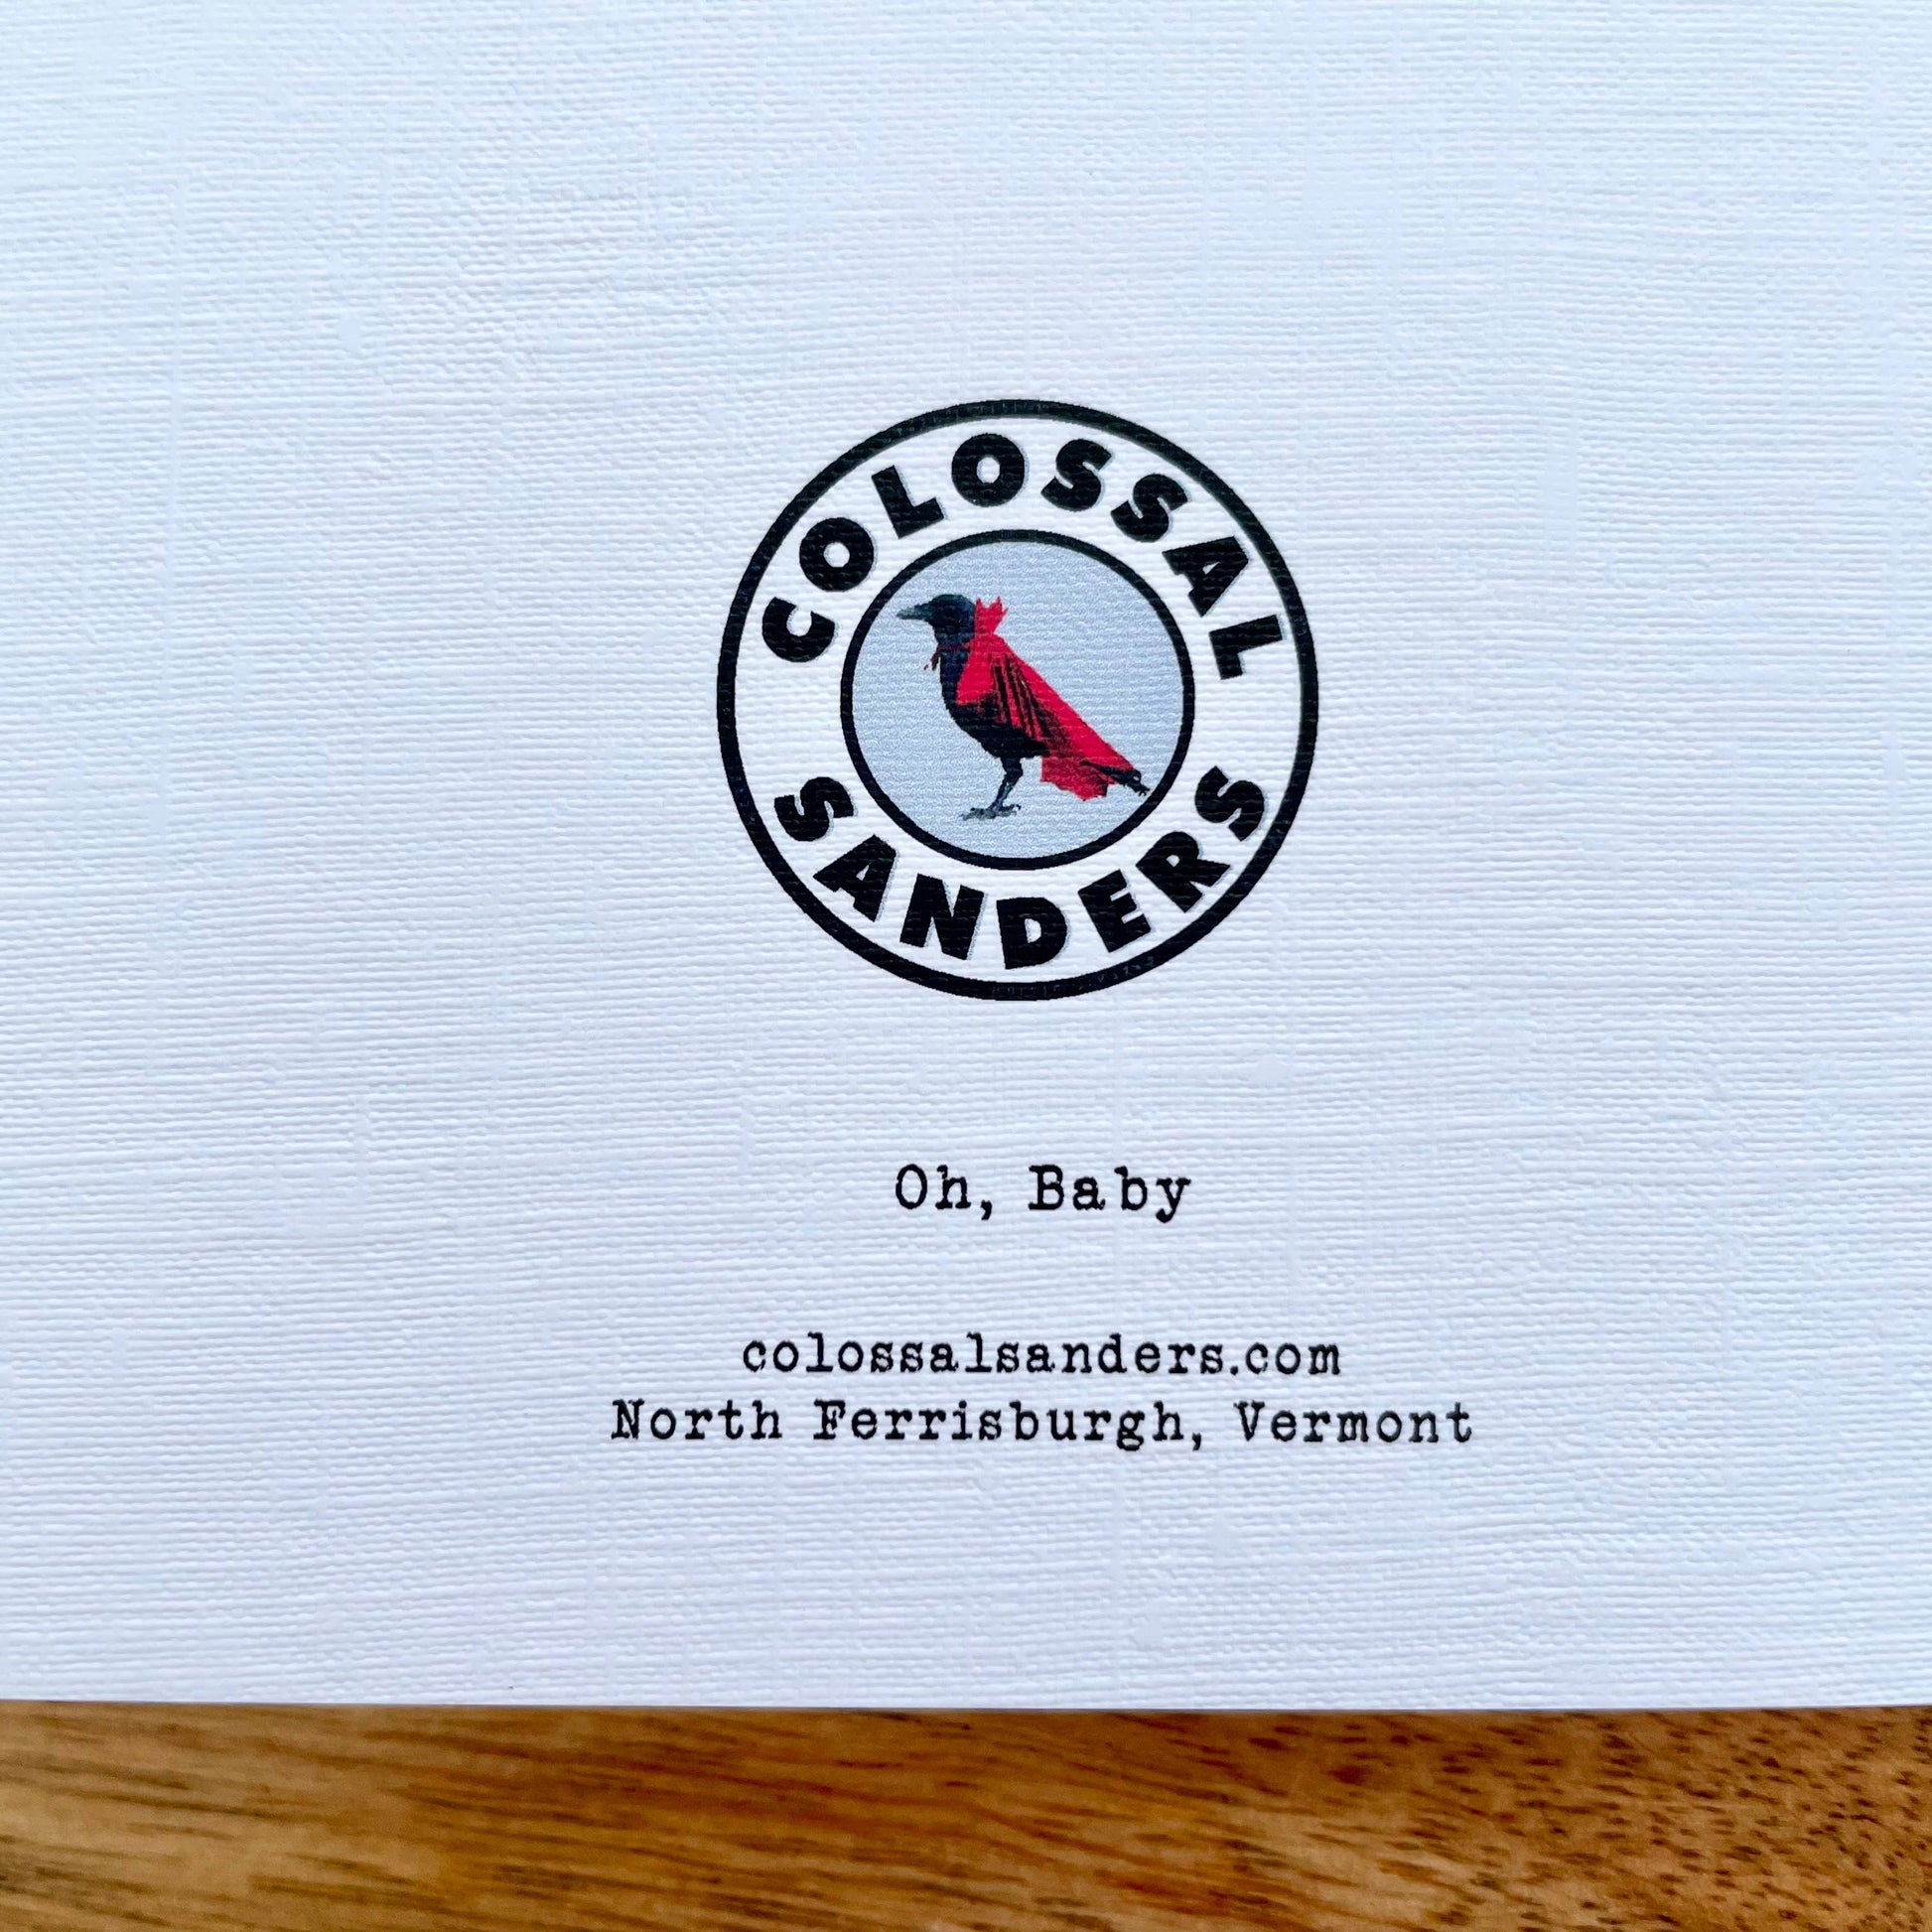 COLOSSAL
SANDERS
Oh, Baby
colossalsanders.com
North Ferrisburgh, Vermont